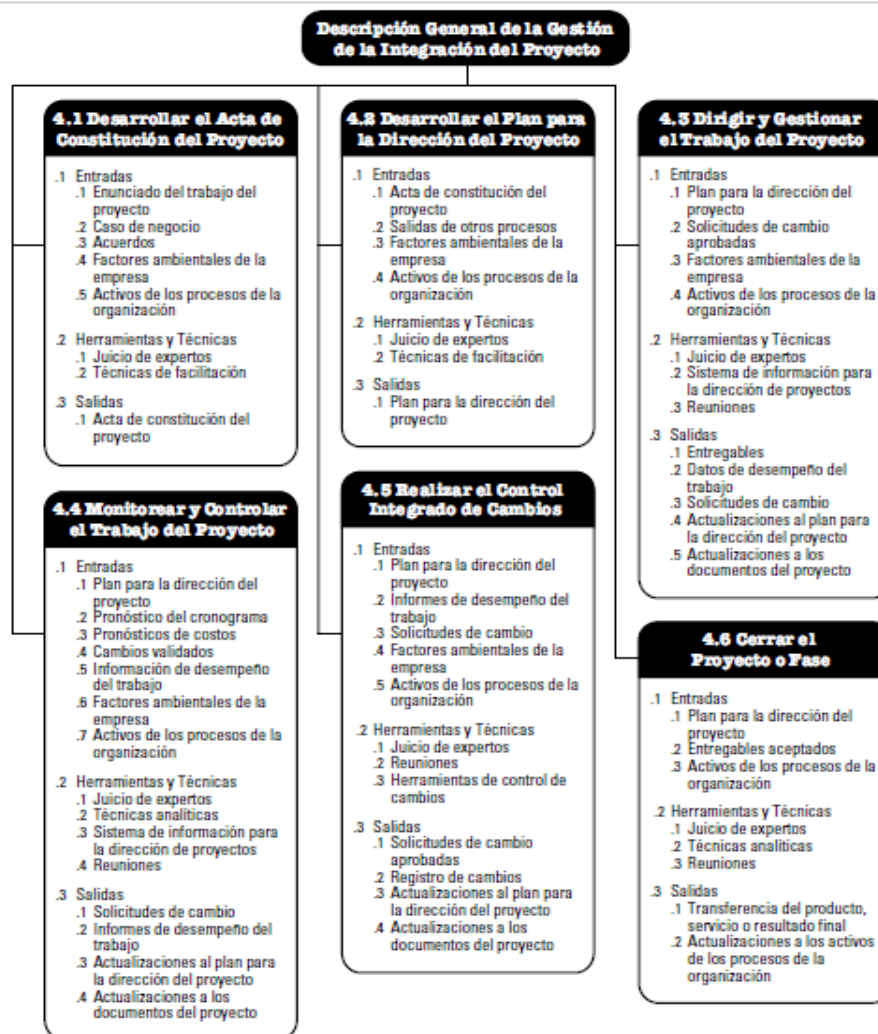 Descripción General de la Gestión
de la Integración del Proyecto
4.1 Desarrollar el Acta de
Constitución del Proyecto
.1 Entradas
.1 Enunciado del trabajo del
proyecto
.2 Caso de negocio
.3 Acuerdos
.4 Factores ambientales de la
empresa
.5 Activos de los procesos de la
organización
.2 Herramientas y Técnicas
.1 Juicio de expertos
.2 Técnicas de facilitación
.3 Salidas
.1 Acta de constitución del
proyecto
4.2 Desarrollar el Plan para
la Dirección del Proyecto
.1 Entradas
.1 Acta de constitución del
proyecto
.2 Salidas de otros procesos
.3 Factores ambientales de la
empresa
.4 Activos de los procesos de la
organización
.2 Herramientas y Técnicas
.1 Juicio de expertos
.2 Técnicas de facilitación
.3 Salidas
.1 Plan para la dirección del
proyecto
4.3 Dirigir y Gestionar
el Trabajo del Proyecto
.1 Entradas
.1 Plan para la dirección del
proyecto
.2 Solicitudes de cambio
aprobadas
.3 Factores ambientales de la
empresa
.4 Activos de los procesos de la
organización
.2 Herramientas y Técnicas
.1 Juicio de expertos
.2 Sistema de información para
la dirección de proyectos
.3 Reuniones
.3 Salidas
.1 Entregables
.2 Datos de desempeño del
trabajo
.3 Solicitudes de cambio
.4 Actualizaciones al plan para
la dirección del proyecto
.5 Actualizaciones a los
documentos del proyecto
4.4 Monitorear y Controlar
el Trabajo del Proyecto
.1 Entradas
.1 Plan para la dirección del
proyecto
.2 Pronóstico del cronograma
.3 Pronósticos de costos
.4 Cambios validados
.5 Información de desempeño
del trabajo
.6 Factores ambientales de la
empresa
.7 Activos de los procesos de la
organización
.2 Herramientas y Técnicas
.1 Juicio de expertos
.2 Técnicas analíticas
.3 Sistema de información para
la dirección de proyectos
.4 Reuniones
.3 Salidas
.1 Solicitudes de cambio
.2 Informes de desempeño del
trabajo
.3 Actualizaciones al plan para
la dirección del proyecto
.4 Actualizaciones a los
documentos del proyecto
4.5 Realizar el Control
Integrado de Cambios
.1 Entradas
.1 Plan para la dirección del
proyecto
.2 Informes de desempeño del
trabajo
.3 Solicitudes de cambio
.4 Factores ambientales de la
empresa
.5 Activos de los procesos de la
organización
.2 Herramientas y Técnicas
.1 Juicio de expertos
.2 Reuniones
.3 Herramientas de control de
cambios
.3 Salidas
.1 Solicitudes de cambio
aprobadas
.2 Registro de cambios
.3 Actualizaciones al plan para
la dirección del proyecto
.4 Actualizaciones a los
documentos del proyecto
4.6 Cerrar el
Proyecto o Fase
.1 Entradas
.1 Plan para la dirección del
proyecto
.2 Entregables aceptados
.3 Activos de los procesos de la
organización
.2 Herramientas y Técnicas
.1 Juicio de expertos
.2 Técnicas analíticas
.3 Reuniones
.3 Salidas
.1 Transferencia del producto,
servicio o resultado final
.2 Actualizaciones a los activos
de los procesos de la
organización